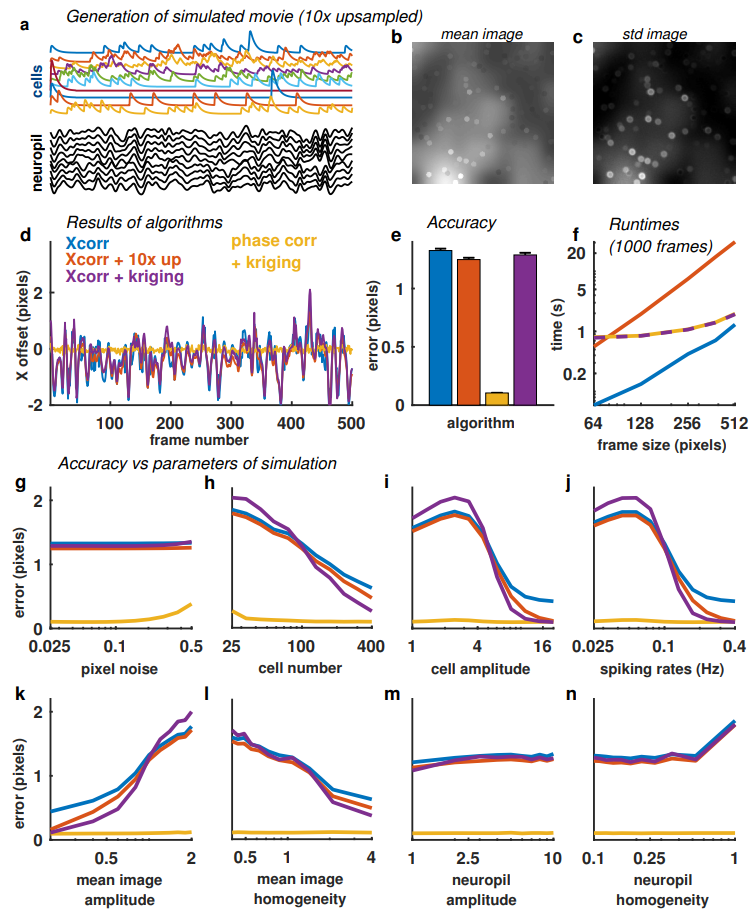 a
Generation of simulated movie (10x upsampled)
cells
neuropil
b
mean image
c
std image
d
Results of algorithms
Xcorr
Xcorr + 10x up
Xcorr + kriging
phase corr
+ kriging
X offset (pixels)
2
0
-2
100
200
300
400
500
frame number
e
Accuracy
error (pixels)
1
0.5
0
algorithm
f
Runtimes
(1000 frames)
time (s)
20
5
1
0.2
64
128
256
512
frame size (pixels)
Accuracy vs parameters of simulation
g
error (pixels)
2
1
0
0.025
0.1
0.5
pixel noise
h
25
100
400
cell number
i
1
4
16
cell amplitude
j
0.025
0.1
0.4
spiking rates (Hz)
k
error (pixels)
2
1
0
0.5
2
mean image
amplitude
l
0.5
1
4
mean image
homogeneity
m
1
2.5
10
neuropil
amplitude
n
0.1
0.25
1
neuropil
homogeneity